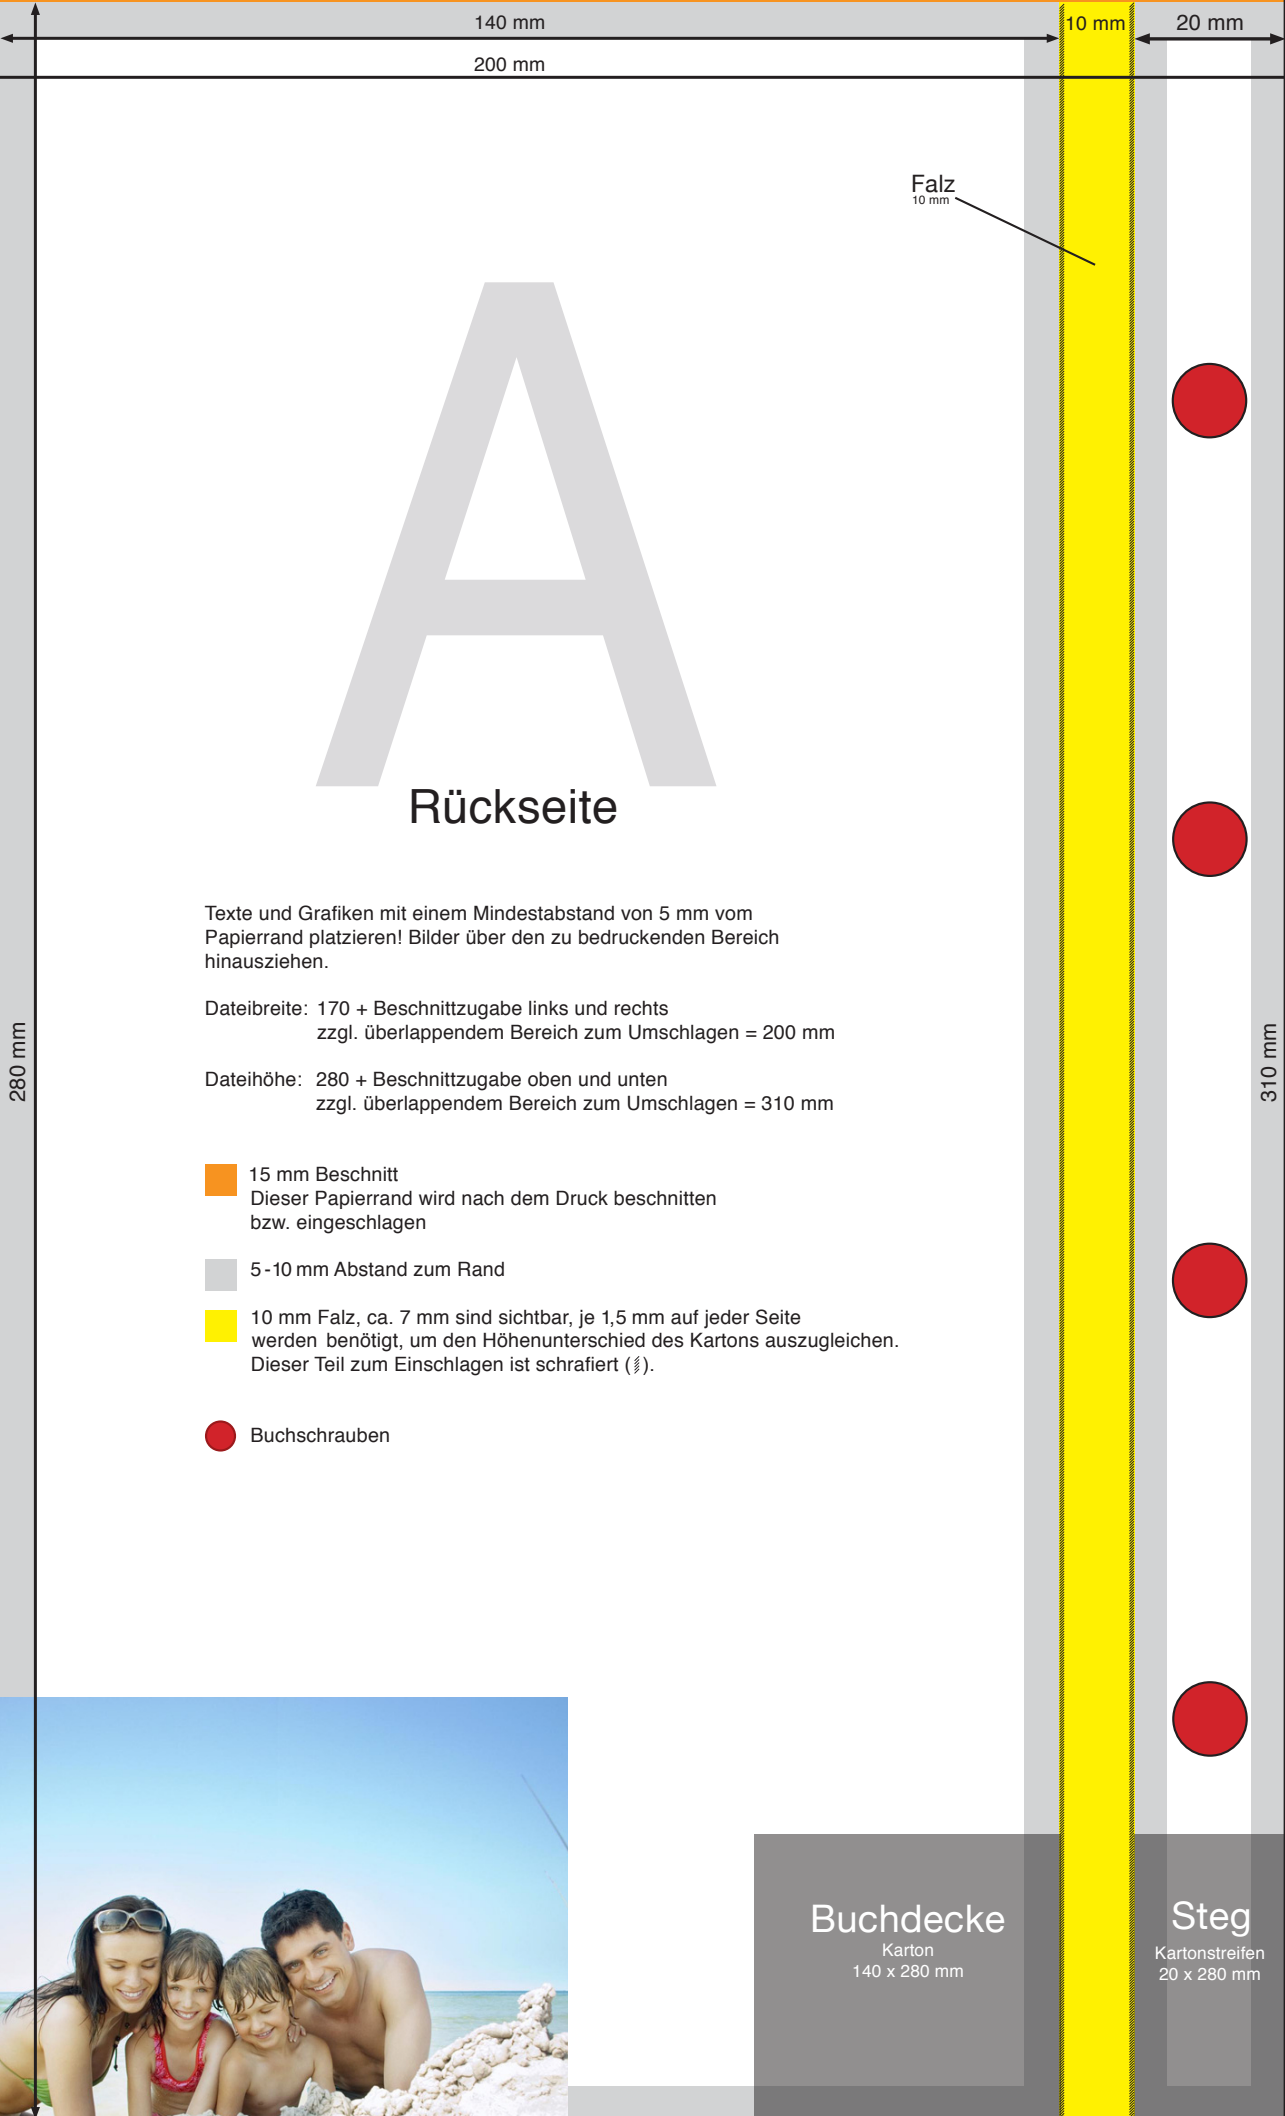 140 mm
10 mm
20 mm
200 mm
Falz
10 mm
A
Rückseite
Texte und Grafiken mit einem Mindestabstand von 5 mm vom
Papierrand platzieren! Bilder über den zu bedruckenden Bereich
hinausziehen.
Dateibreite: 170 + Beschnittzugabe links und rechts
zzgl. überlappendem Bereich zum Umschlagen = 200 mm
Dateihöhe: 280 + Beschnittzugabe oben und unten
zzgl. überlappendem Bereich zum Umschlagen = 310 mm
280 mm
310 mm
15 mm Beschnitt
Dieser Papierrand wird nach dem Druck beschnitten
bzw. eingeschlagen
5-10 mm Abstand zum Rand
10 mm Falz, ca. 7 mm sind sichtbar, je 1,5 mm auf jeder Seite
werden benötigt, um den Höhenunterschied des Kartons auszugleichen.
Dieser Teil zum Einschlagen ist schrafiert ( ).
Buchschrauben
Buchdecke
Karton
140 x 280 mm
Steg
Kartonstreifen
20 x 280 mm